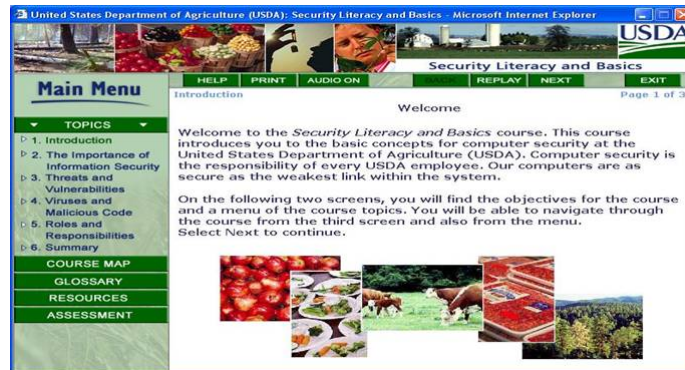 United States Department of Agriculture (USDA): Security Literacy and Basics - Microsoft Internet Explorer
USDA
Security Literacy and Basics
HELP PRINT AUDIO ON BACK REPLAY NEXT EXIT
Main Menu
TOPICS
1. Introduction
2. The Importance of
Information Security
3. Threats and
Vulnerabilities
4. Viruses and
Malicious Code
5. Roles and
Responsibilities
6. Summary
COURSE MAP
GLOSSARY
RESOURCES
ASSESSMENT
Introduction Page 1 of 3
Welcome
Welcome to the Security Literacy and Basics course. This course
introduces you to the basic concepts for computer security at the
United States Department of Agriculture (USDA). Computer security is
the responsibility of every USDA employee. Our computers are as
secure as the weakest link within the system.
On the following two screens, you will find the objectives for the course
and a menu of the course topics. You will be able to navigate through
the course from the third screen and also from the menu.
Select Next to continue.